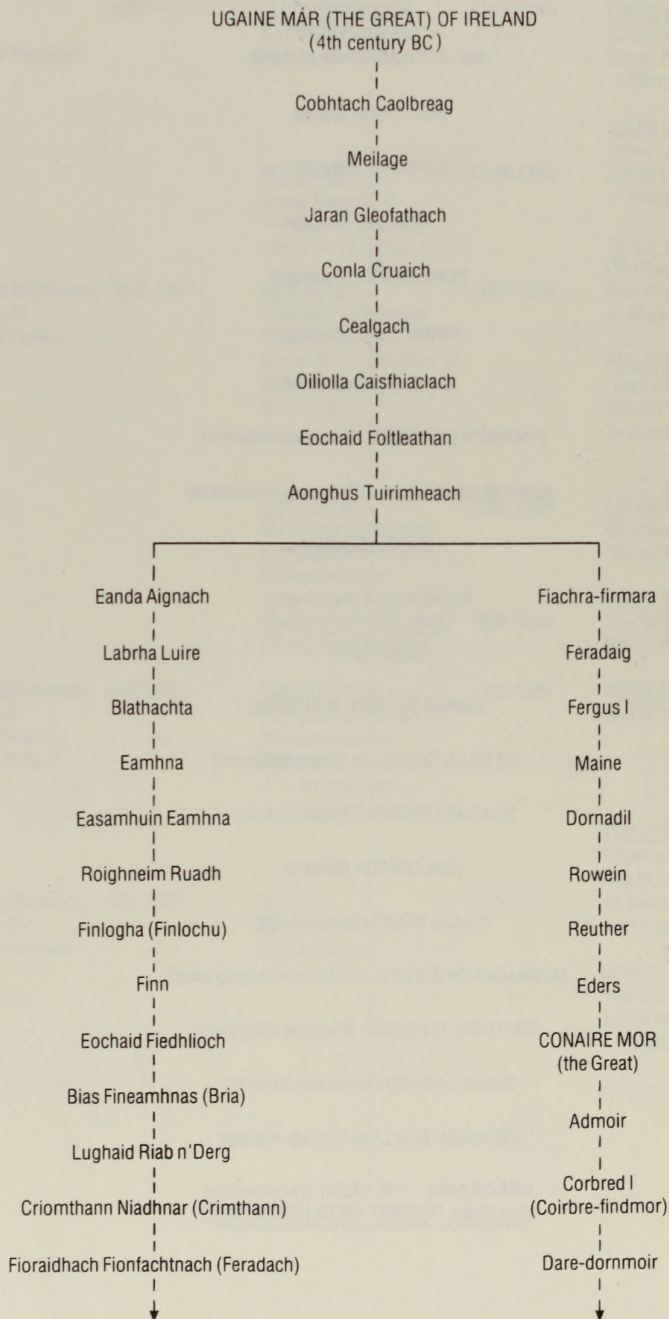 UGAINE MÁR (THE GREAT) OF IRELAND
(4th century BC)
Cobhtach Caolbreag
Meilage
Jaran Gleofathach
Conla Cruaich
Cealgach
Oiliolla Caisfhiaclach
Eochaid Foltleathan
Aonghus Tuirimheach
Eanda Aignach
Labrha Luire
Blathachta
Eamhna
Easamhuin Eamhna
Roighneim Ruadh
Finlogha (Finlochu)
Finn
Eochaid Fiedhlioch
Bias Fineamhnas (Bria)
Lughaid Riab n'Derg
Criomthann Niadhnar (Crimthann)
Fioraidhach Fionfachtnach (Feradach)
Fiachra-firmara
Feradaig
Fergus I
Maine
Dornadil
Rowein
Reuther
Eders
CONAIRE MOR
(the Great)
Admoir
Corbred I
(Coirbre-findmor)
Dare-dornmoir